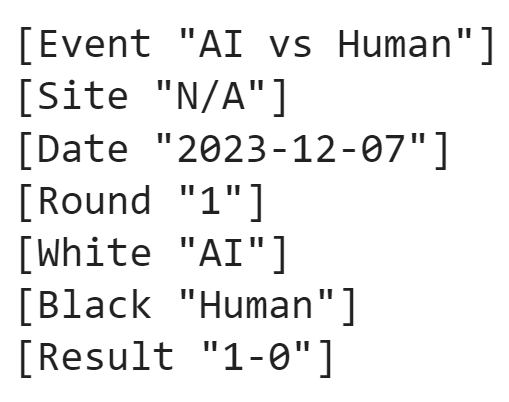 [Event "AI vs Human"]
[Site "N/A"]
[Date "2023-12-07"]
[Round "1"]
[White "AI"]
[Black "Human"]
[Result "1-0"]